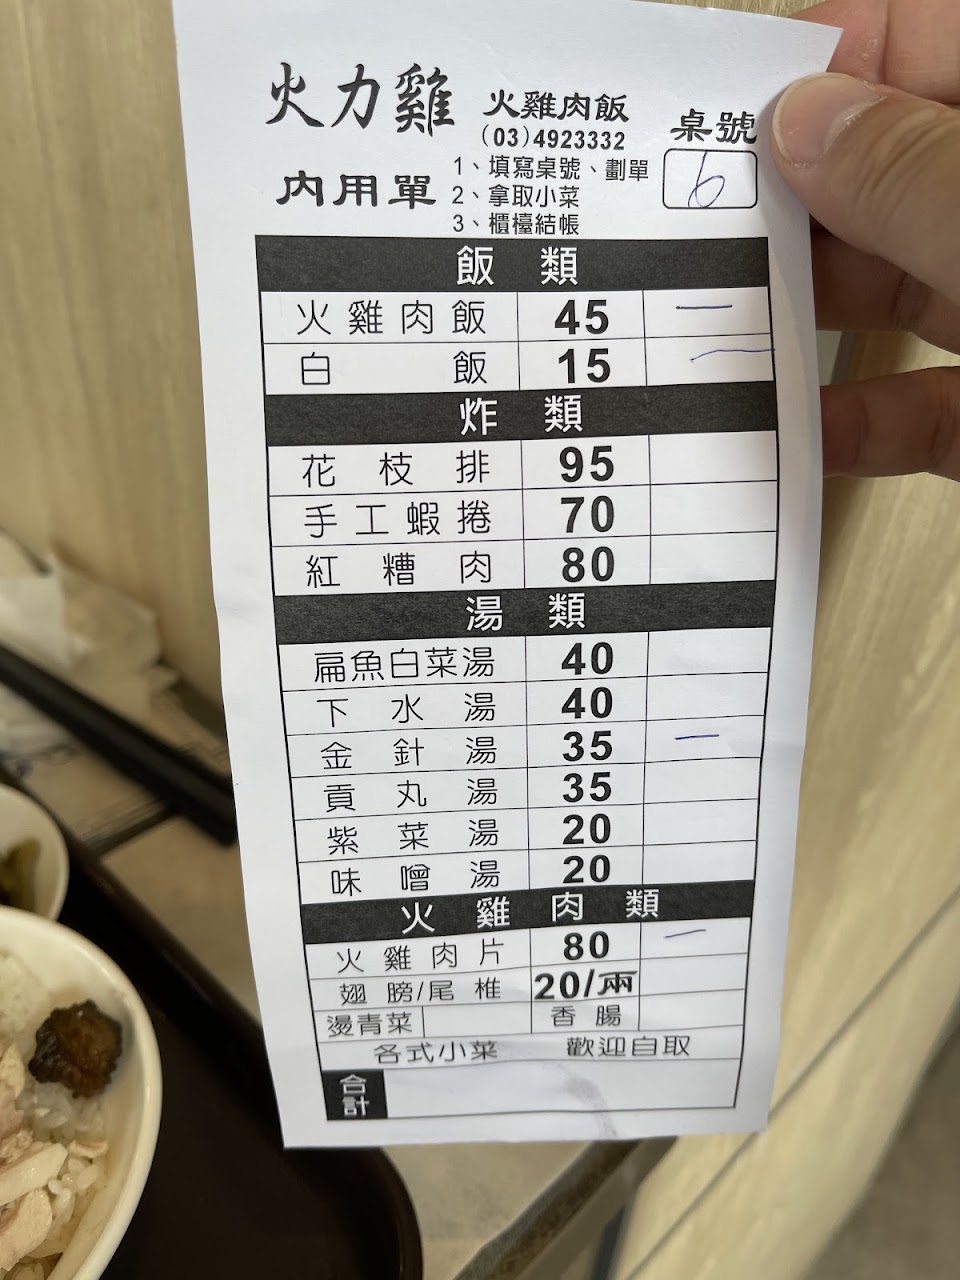 火力雞 火雞肉飯 桌號
(03)4923332
內用單 1、填寫桌號、劃單 6
2、拿取小菜
3、櫃檯結帳
飯類
火雞肉飯 45 一
白飯 15 一
炸類
花枝排 95
手工蝦捲 70
紅糟肉 80
湯類
扁魚白菜湯 40
下水湯 40
金針湯 35 一
貢丸湯 35
紫菜湯 20
味噌湯 20
火雞肉類
火雞肉片 80 一
翅膀/尾椎 20/兩
燙青菜 香腸
各式小菜 歡迎自取
合計